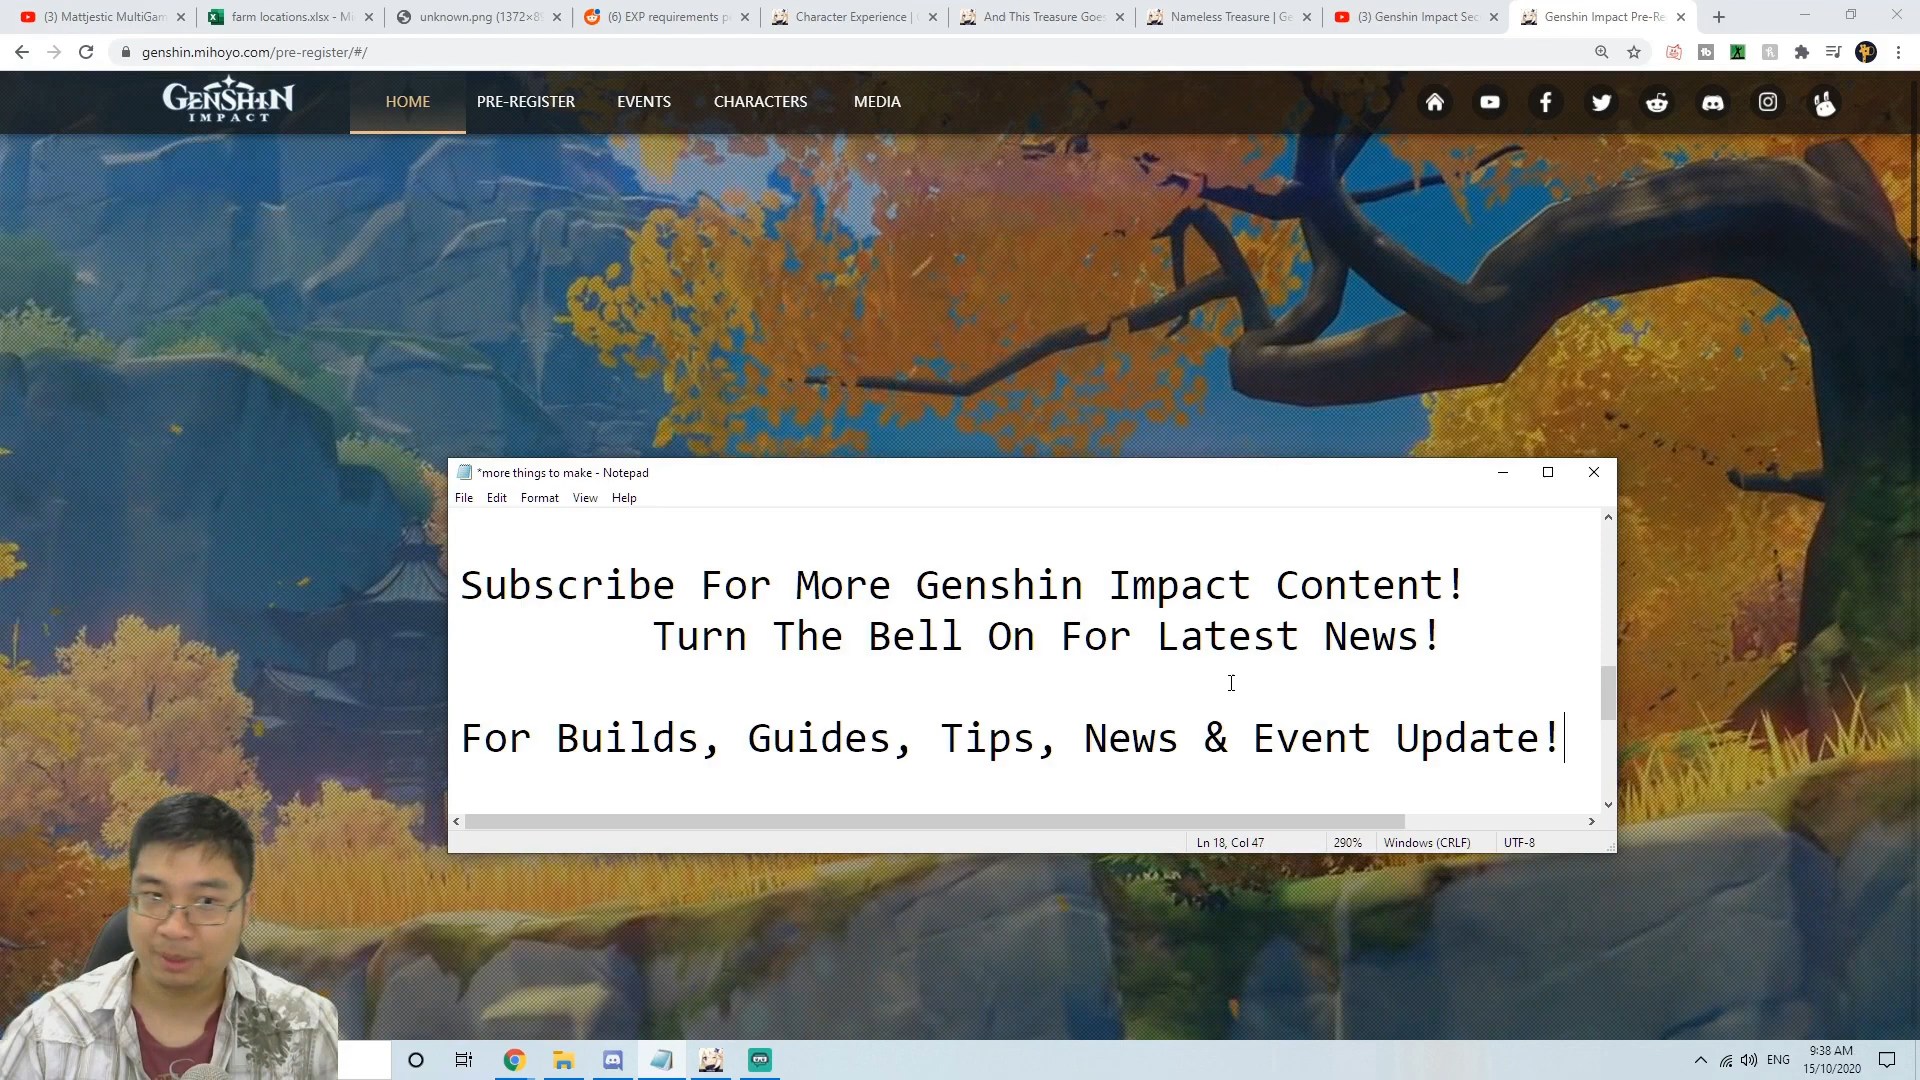 (3) Mattjestic MultiGam
farm locations.xlsx - Mi
unknown.png (1372×8
(6) EXP requirements p
Character Experience |
And This Treasure Goes
Nameless Treasure | Ge
(3) Genshin Impact Sec
Genshin Impact Pre-Re
genshin.mihoyo.com/pre-register/#/
GENSHIN
IMPACT
HOME
PRE-REGISTER
EVENTS
CHARACTERS
MEDIA
*more things to make - Notepad
File Edit Format View Help
Subscribe For More Genshin Impact Content!
Turn The Bell On For Latest News!
For Builds, Guides, Tips, News & Event Update!
Ln 18, Col 47
290%
Windows (CRLF)
UTF-8
ENG
9:38 AM
15/10/2020